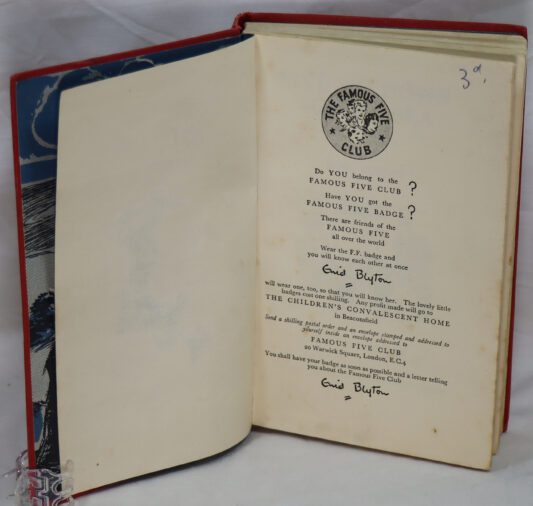 3d.
THE FAMOUS FIVE
CLUB
Do YOU belong to the
FAMOUS FIVE CLUB ?
Have YOU got the
FAMOUS FIVE BADGE ?
There are friends of the
FAMOUS FIVE
all over the world
Wear the F.F. badge and
you will know each other at once
Enid Blyton
will wear one, too, so that you will know her. The lovely little
badges cost one shilling. Any profit made will go to
THE CHILDREN'S CONVALESCENT HOME
in Beaconsfield
Send a shilling postal order and an envelope stamped and addressed to
yourself inside an envelope addressed to
FAMOUS FIVE CLUB
20 Warwick Square, London, E.C.4
You shall have your badge as soon as possible and a letter telling
you about the Famous Five Club
Enid Blyton